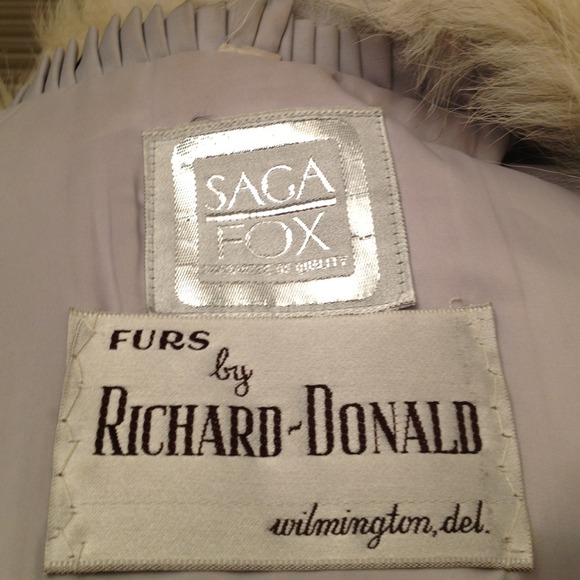 SAGA
FOX
FURS
by
RICHARD-DONALD
wilmington, del.